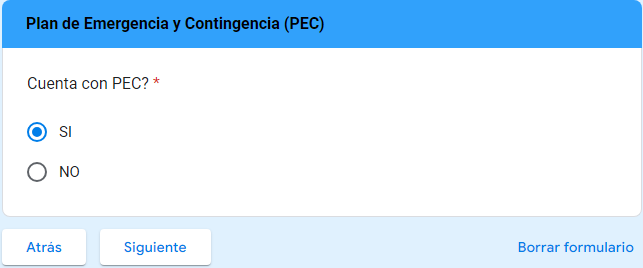 Plan de Emergencia y Contingencia (PEC)
Cuenta con PEC? *
SI
NO
Atrás Siguiente Borrar formulario